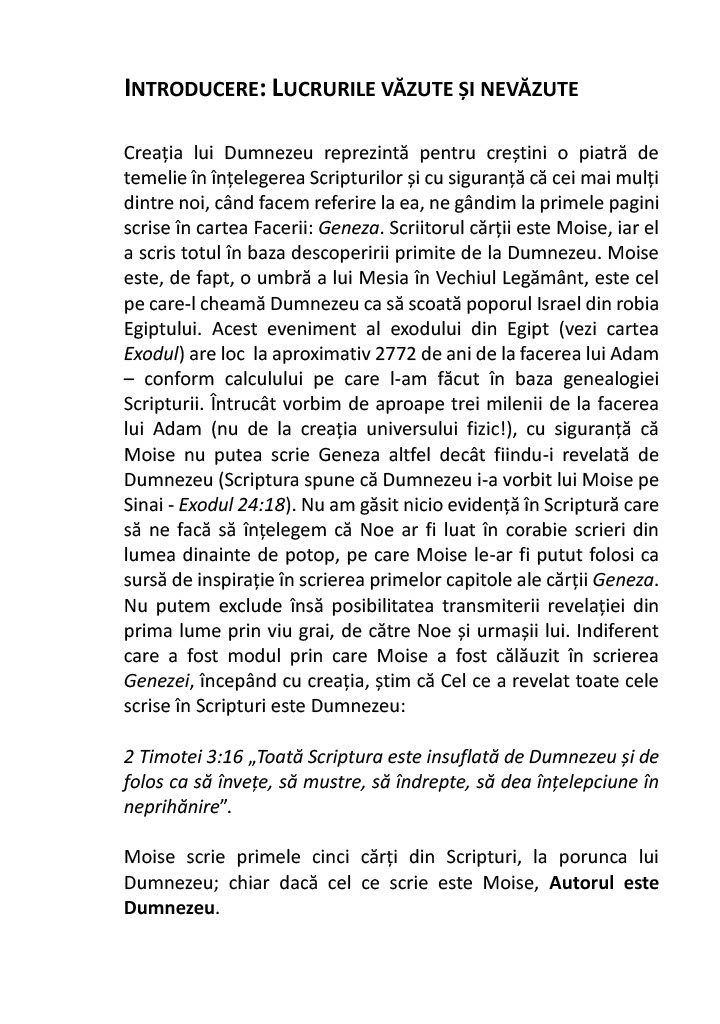 INTRODUCERE: LUCRURILE VĂZUTE ȘI NEVĂZUTE
Creația lui Dumnezeu reprezintă pentru creștini o piatră de
temelie în înțelegerea Scripturilor și cu siguranță că cei mai mulți
dintre noi, când facem referire la ea, ne gândim la primele pagini
scrise în cartea Facerii: Geneza. Scriitorul cărții este Moise, iar el
a scris totul în baza descoperirii primite de la Dumnezeu. Moise
este, de fapt, o umbră a lui Mesia în Vechiul Legământ, este cel
pe care-l cheamă Dumnezeu ca să scoată poporul Israel din robia
Egiptului. Acest eveniment al exodului din Egipt (vezi cartea
Exodul) are loc  la aproximativ 2772 de ani de la facerea lui Adam
– conform calculului pe care l-am făcut în baza genealogiei
Scripturii. Întrucât vorbim de aproape trei milenii de la facerea
lui Adam (nu de la creația universului fizic!), cu siguranță că
Moise nu putea scrie Geneza altfel decât fiindu-i revelată de
Dumnezeu (Scriptura spune că Dumnezeu i-a vorbit lui Moise pe
Sinai - Exodul 24:18). Nu am găsit nicio evidență în Scriptură care
să ne facă să înțelegem că Noe ar fi luat în corabie scrieri din
lumea dinainte de potop, pe care Moise le-ar fi putut folosi ca
sursă de inspirație în scrierea primelor capitole ale cărții Geneza.
Nu putem exclude însă posibilitatea transmiterii revelației din
prima lume prin viu grai, de către Noe și urmașii lui. Indiferent
care a fost modul prin care Moise a fost călăuzit în scrierea
Genezei, începând cu creația, știm că Cel ce a revelat toate cele
scrise în Scripturi este Dumnezeu:
2 Timotei 3:16 „Toată Scriptura este insuflată de Dumnezeu și de
folos ca să învețe, să mustre, să îndrepte, să dea înțelepciune în
neprihănire”.
Moise scrie primele cinci cărți din Scripturi, la porunca lui
Dumnezeu; chiar dacă cel ce scrie este Moise, Autorul este
Dumnezeu.